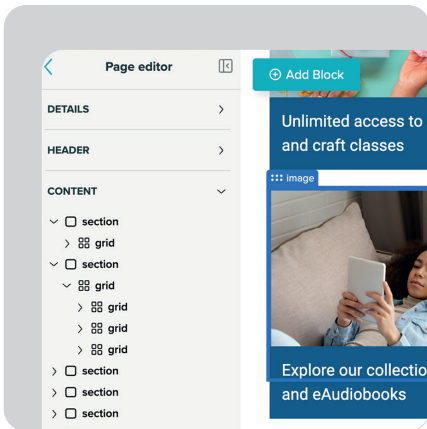 Page editor
DETAILS
HEADER
CONTENT
section
grid
section
grid
grid
grid
grid
section
section
section
Add Block
Unlimited access to
and craft classes
image
Explore our collectio
and eAudiobooks